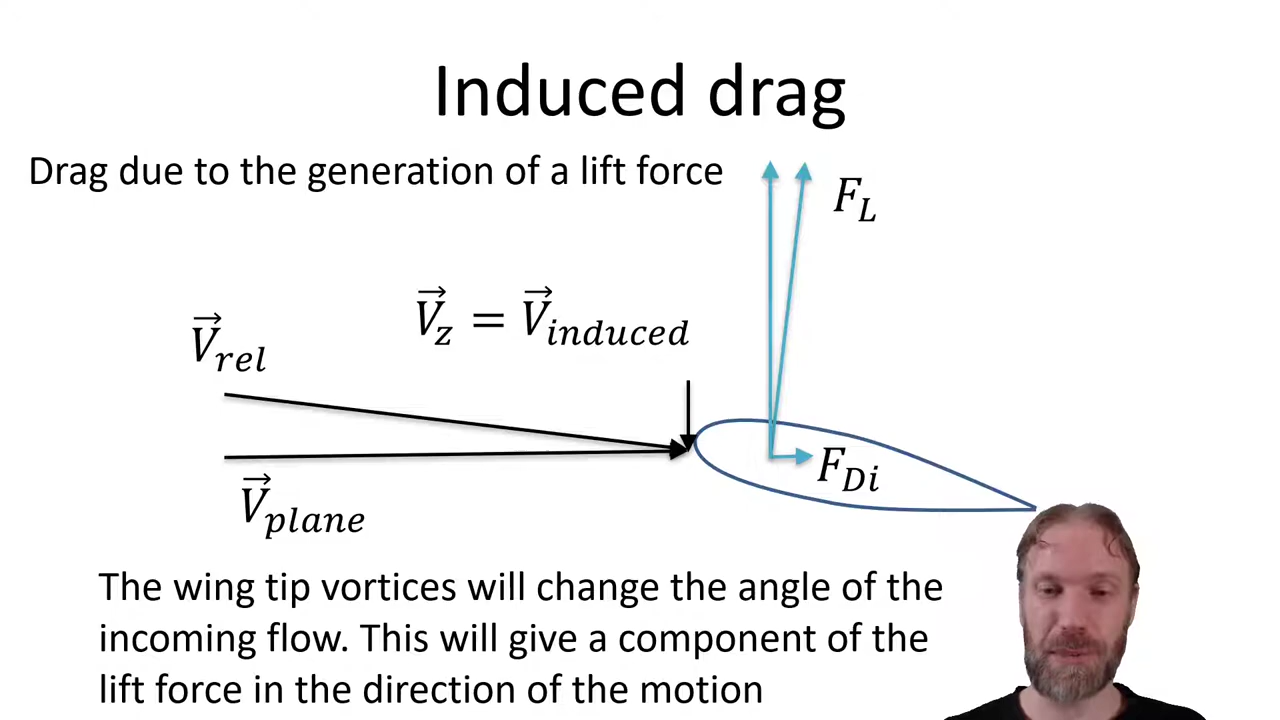 Induced drag
Drag due to the generation of a lift force
F_L
V⃗_z = V⃗_induced
V⃗_rel
F_Di
V⃗_plane
The wing tip vortices will change the angle of the
incoming flow. This will give a component of the
lift force in the direction of the motion